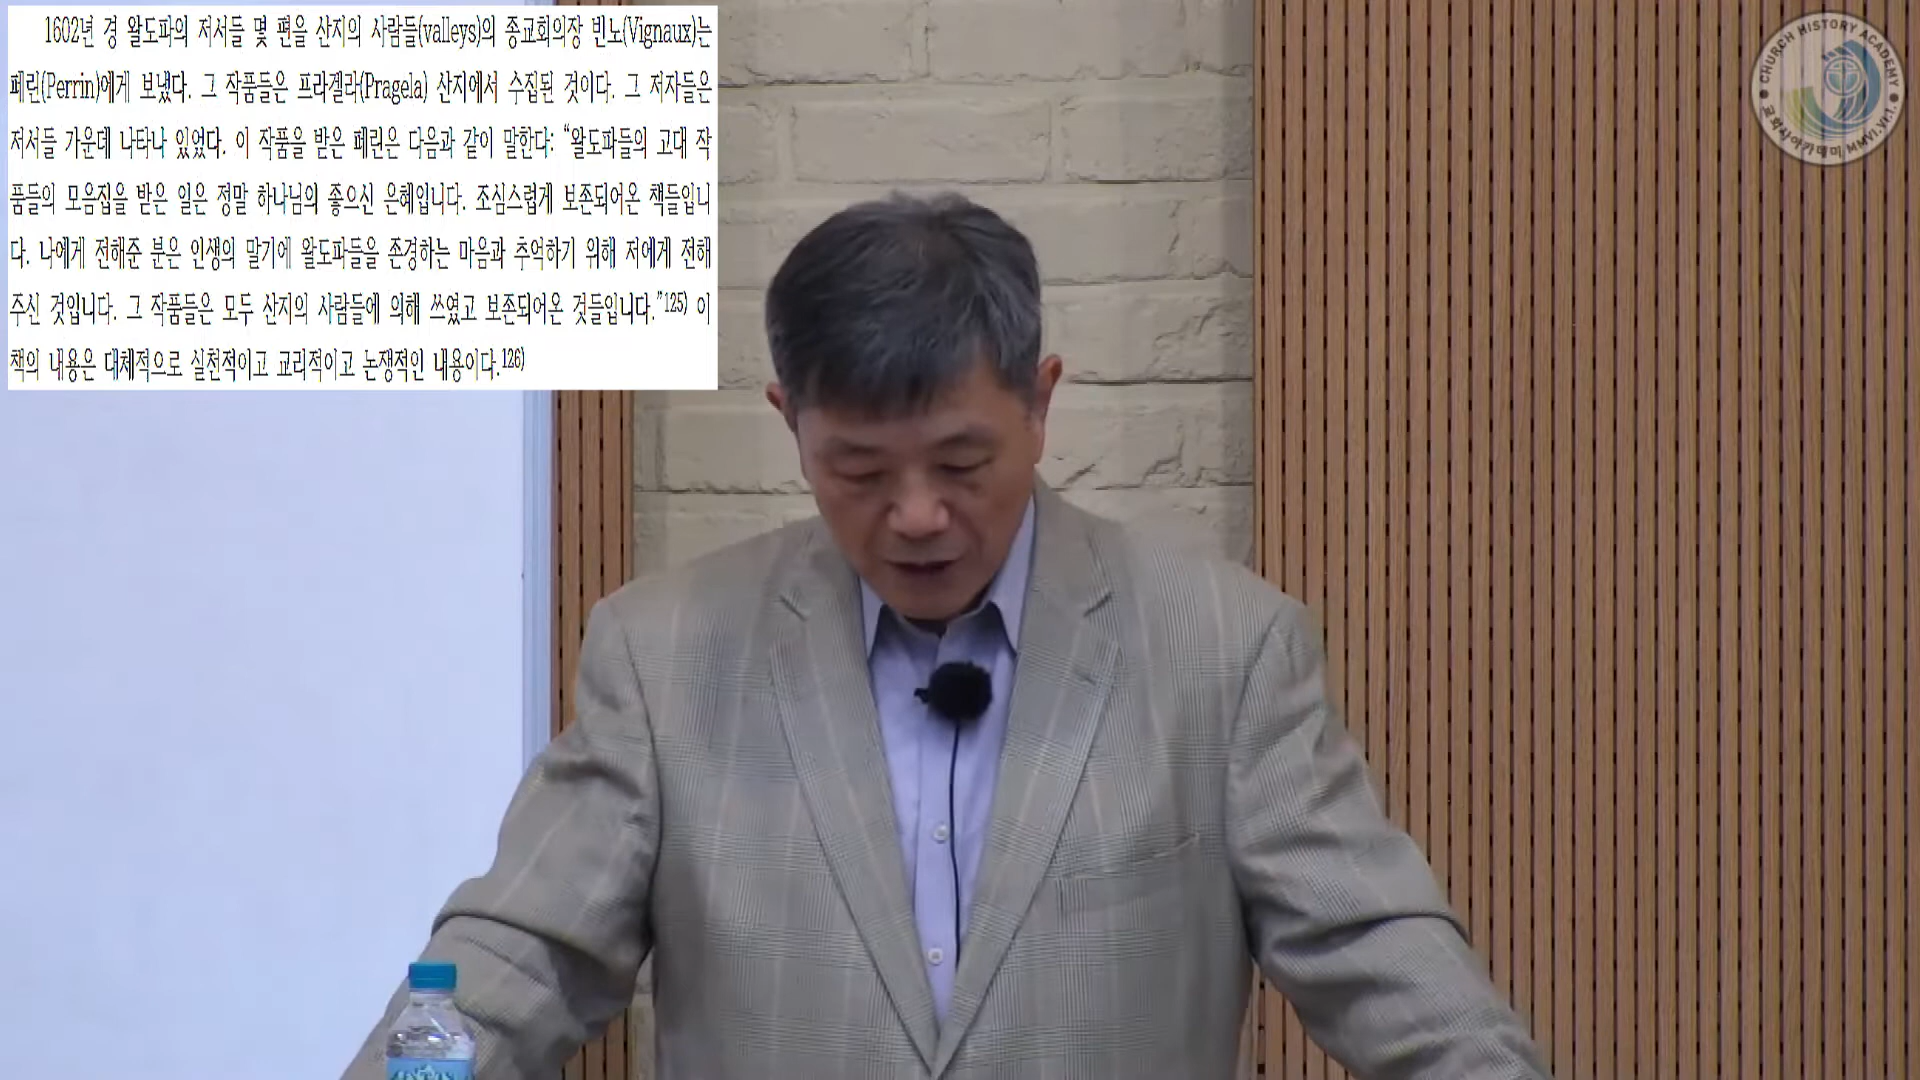 1602년 경 왈도파의 저서들 몇 편을 산지의 사람들(valleys)의 종교회의장 빈노(Vignaux)는
페린(Perrin)에게 보냈다. 그 작품들은 프라겔라(Pragela) 산지에서 수집된 것이다. 그 저자들은
저서들 가운데 나타나 있었다. 이 작품을 받은 페린은 다음과 같이 말한다: “왈도파들의 고대 작
품들의 모음집을 받은 일은 정말 하나님의 좋으신 은혜입니다. 조심스럽게 보존되어온 책들입니
다. 나에게 전해준 분은 인생의 말기에 왈도파들을 존경하는 마음과 추억하기 위해 저에게 전해
주신 것입니다. 그 작품들은 모두 산지의 사람들에 의해 쓰였고 보존되어온 것들입니다.”125) 이
책의 내용은 대체적으로 실천적이고 교리적이고 논쟁적인 내용이다.126)
CHURCH HISTORY ACADEMY
교회사아카데미 MMVI.VII.I.